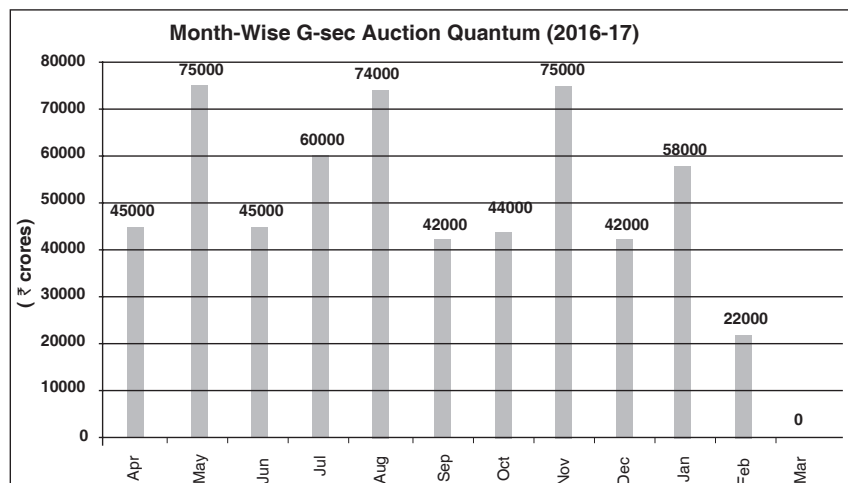 Month-Wise G-sec Auction Quantum (2016-17)
80000
70000
60000
50000
40000
30000
20000
10000
0
( ₹ crores)
45000
75000
45000
60000
74000
42000
44000
75000
42000
58000
22000
0
Apr
May
Jun
Jul
Aug
Sep
Oct
Nov
Dec
Jan
Feb
Mar